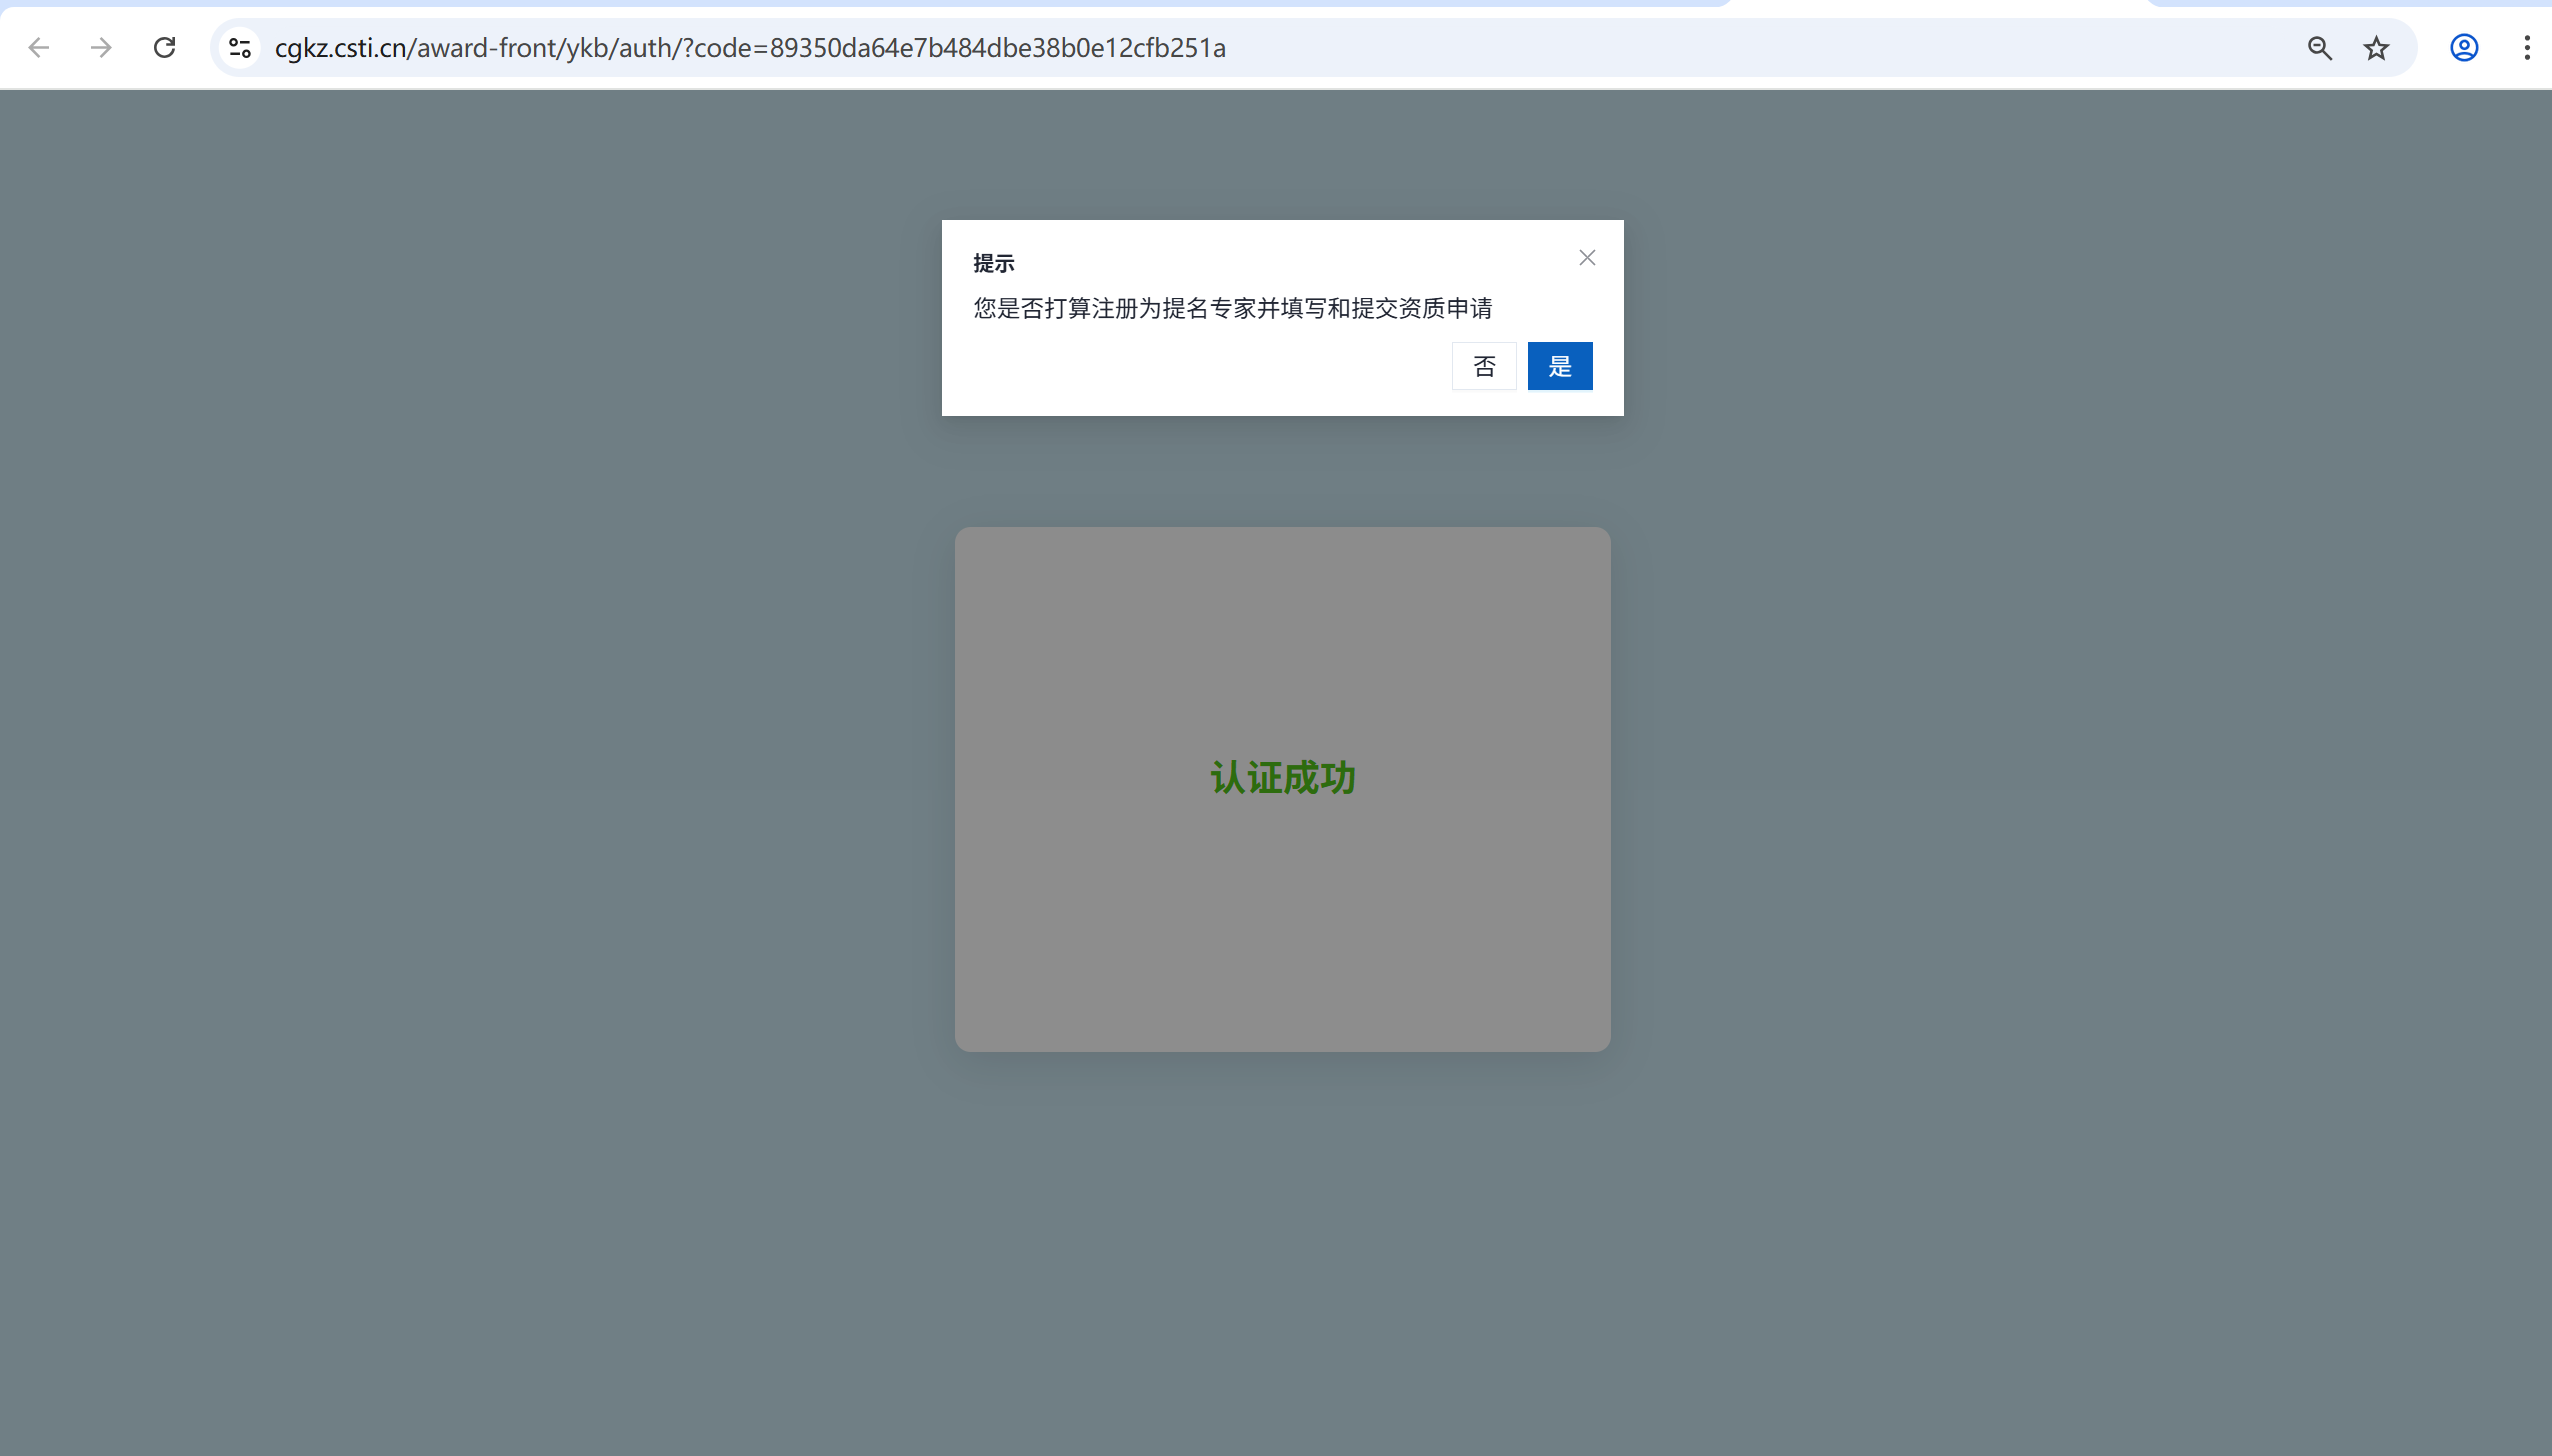 cgkz.csti.cn/award-front/ykb/auth/?code=89350da64e7b484dbe38b0e12cfb251a
提示
您是否打算注册为提名专家并填写和提交资质申请
否 是
认证成功